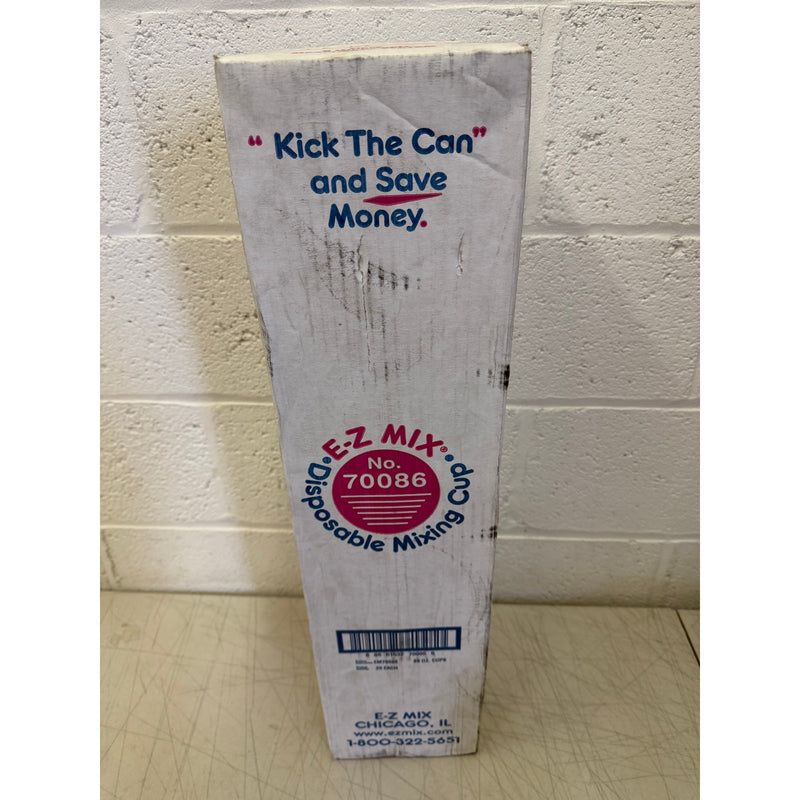 " Kick The Can"
and Save
Money.
E-Z MIX®
No.
70086
Disposable Mixing Cup
EACH
E-Z MIX
CHICAGO, IL
www.ezmix.com
1-800-322-5651